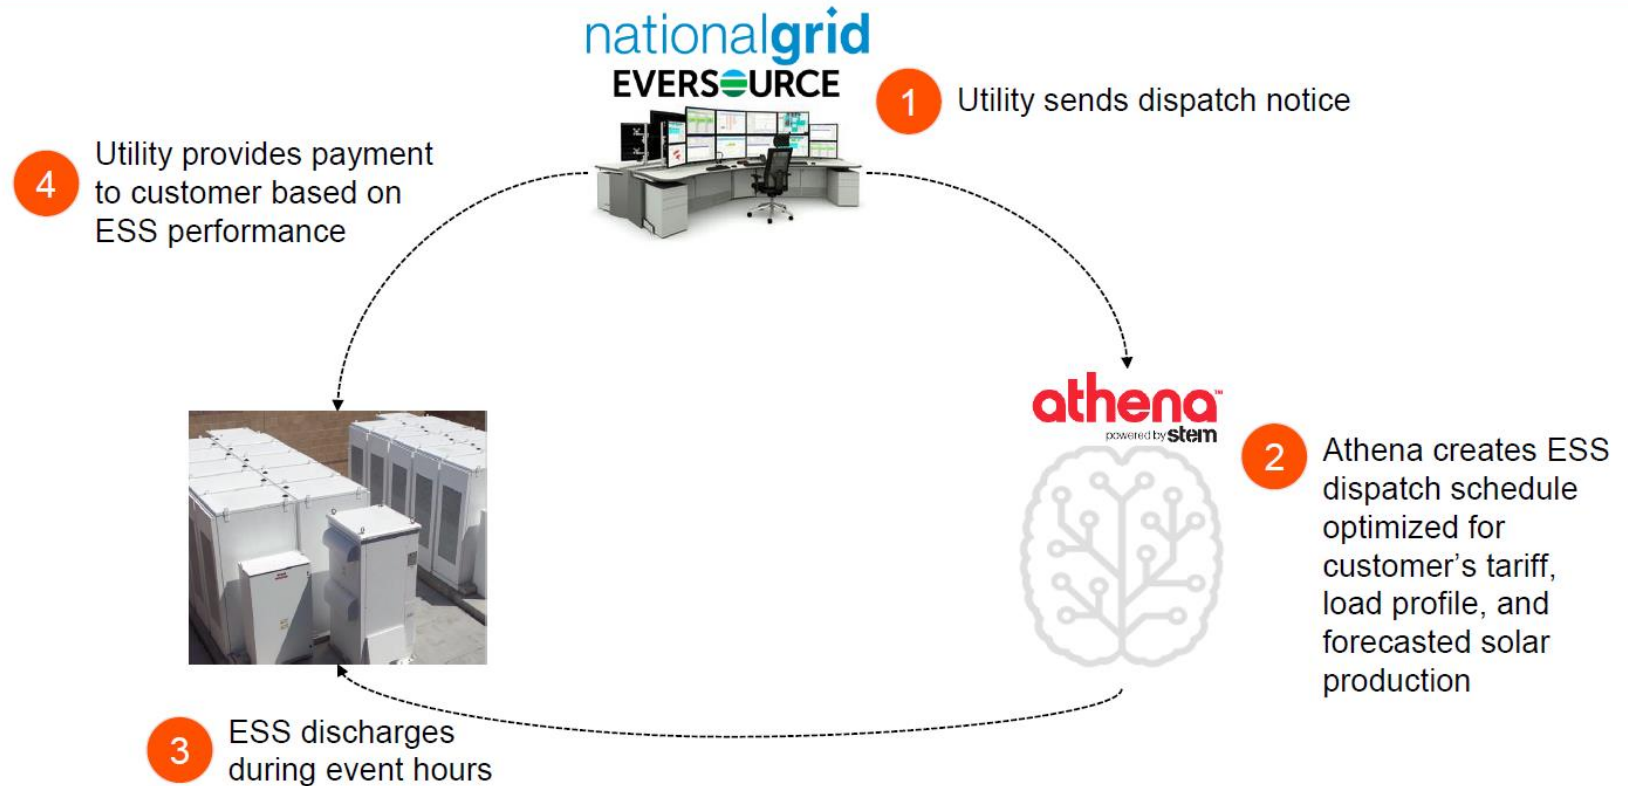 nationalgrid
EVERSOURCE
1
Utility sends dispatch notice
4
Utility provides payment
to customer based on
ESS performance
athena™
powered by stem
2
Athena creates ESS
dispatch schedule
optimized for
customer's tariff,
load profile, and
forecasted solar
production
3
ESS discharges
during event hours